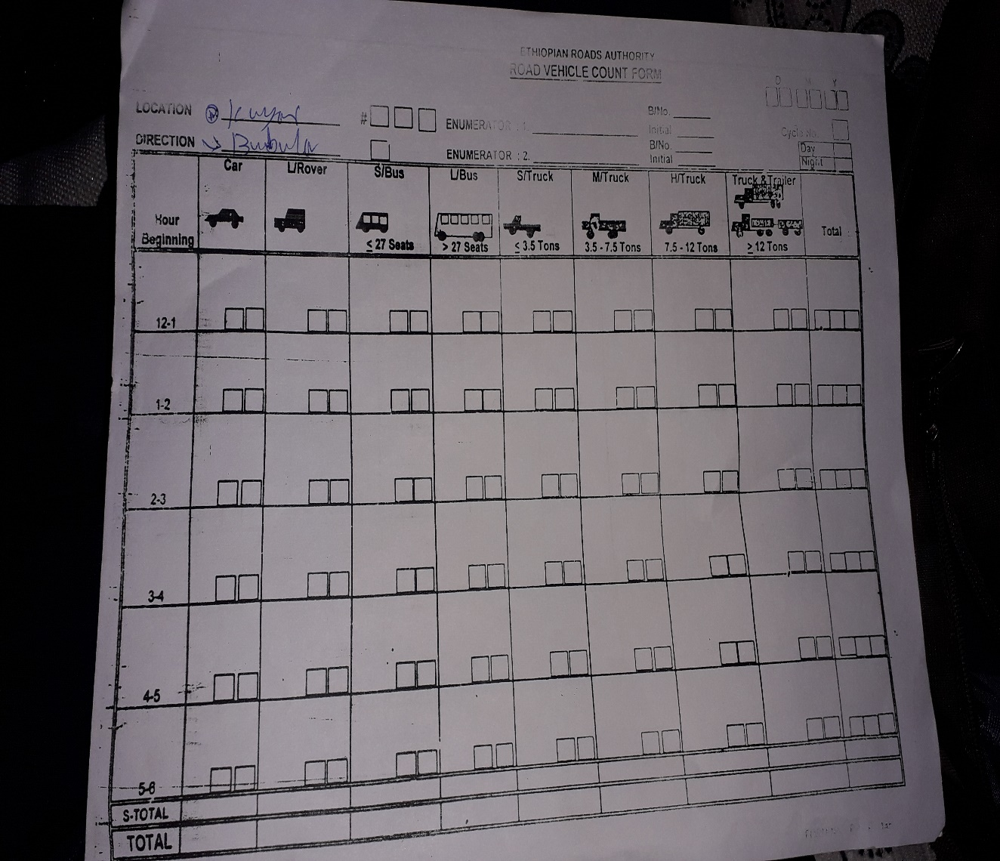 ETHIOPIAN ROADS AUTHORITY
ROAD VEHICLE COUNT FORM
D M Y
LOCATION # ENUMERATOR : 1. B/No.
Initial
Cycle No.
DIRECTION Bulbula ENUMERATOR : 2. B/No.
Initial
Day
Night
Hour Beginning Car L/Rover S/Bus L/Bus S/Truck M/Truck H/Truck Truck & Trailer Total
≤ 27 Seats > 27 Seats ≤ 3.5 Tons 3.5 - 7.5 Tons 7.5 - 12 Tons ≥ 12 Tons
12-1
1-2
2-3
3-4
4-5
5-6
S-TOTAL
TOTAL